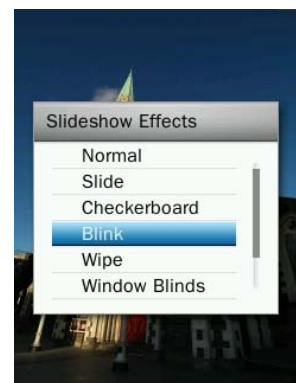 Slideshow Effects
Normal
Slide
Checkerboard
Blink
Wipe
Window Blinds